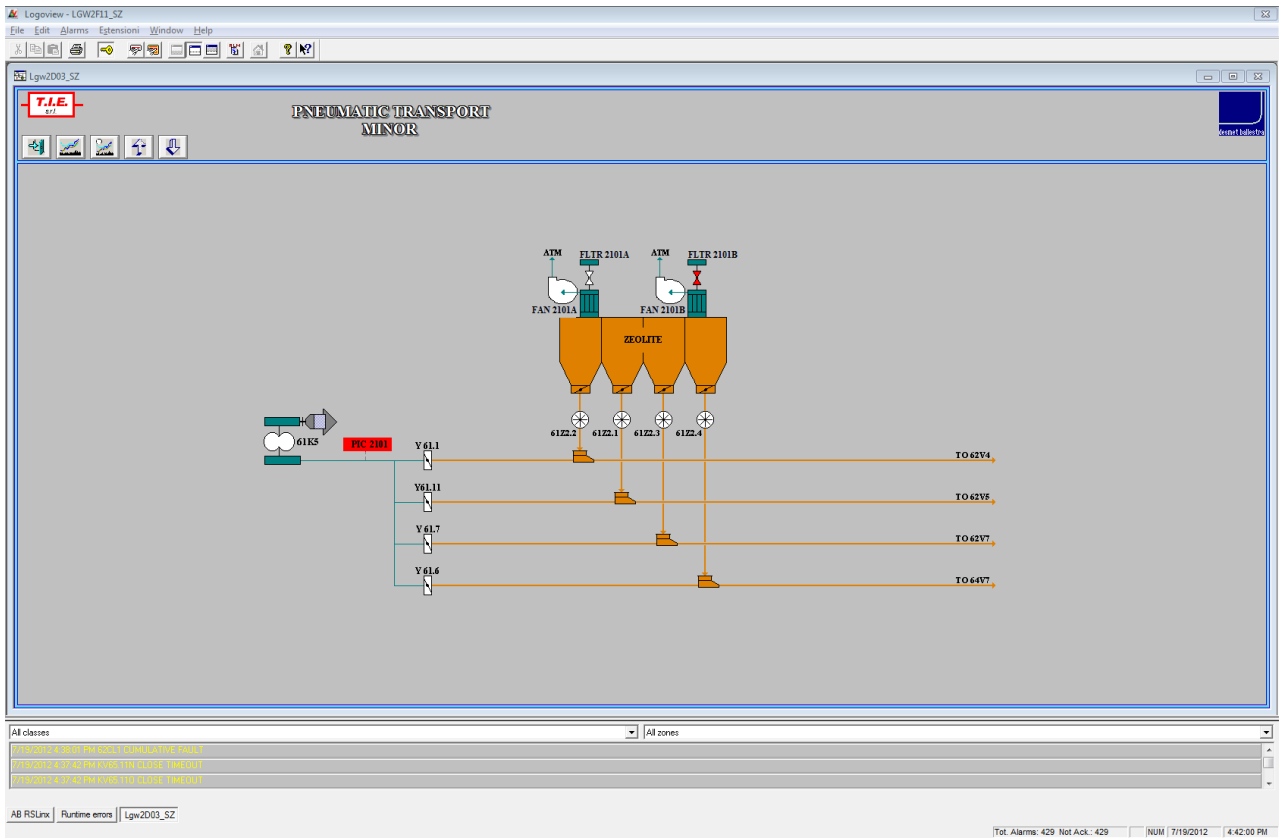 Logoview - LGW2F11_SZ
File Edit Alarms Estensioni Window Help
Lgw2D03_SZ
T.I.E.
s r l
PNEUMATIC TRANSPORT
MINOR
desmet ballestra
ATM FLTR 2101A ATM FLTR 2101B
FAN 2101A FAN 2101B
ZEOLITE
61K5 PIC 2101
61Z2.2 61Z2.1 61Z2.3 61Z2.4
Y 61.1 TO 62V4
Y61.11 TO 62V5
Y 61.7 TO 62V7
Y 61.6 TO 64V7
All classes All zones
7/19/2012 4:38:01 PM 62CL1 CUMULATIVE FAULT
7/19/2012 4:37:42 PM KV65.11N CLOSE TIMEOUT
7/19/2012 4:37:42 PM KV65.11O CLOSE TIMEOUT
AB RSLinx Runtime errors Lgw2D03_SZ
Tot. Alarms: 429 Not Ack.: 429 NUM 7/19/2012 4:42:00 PM